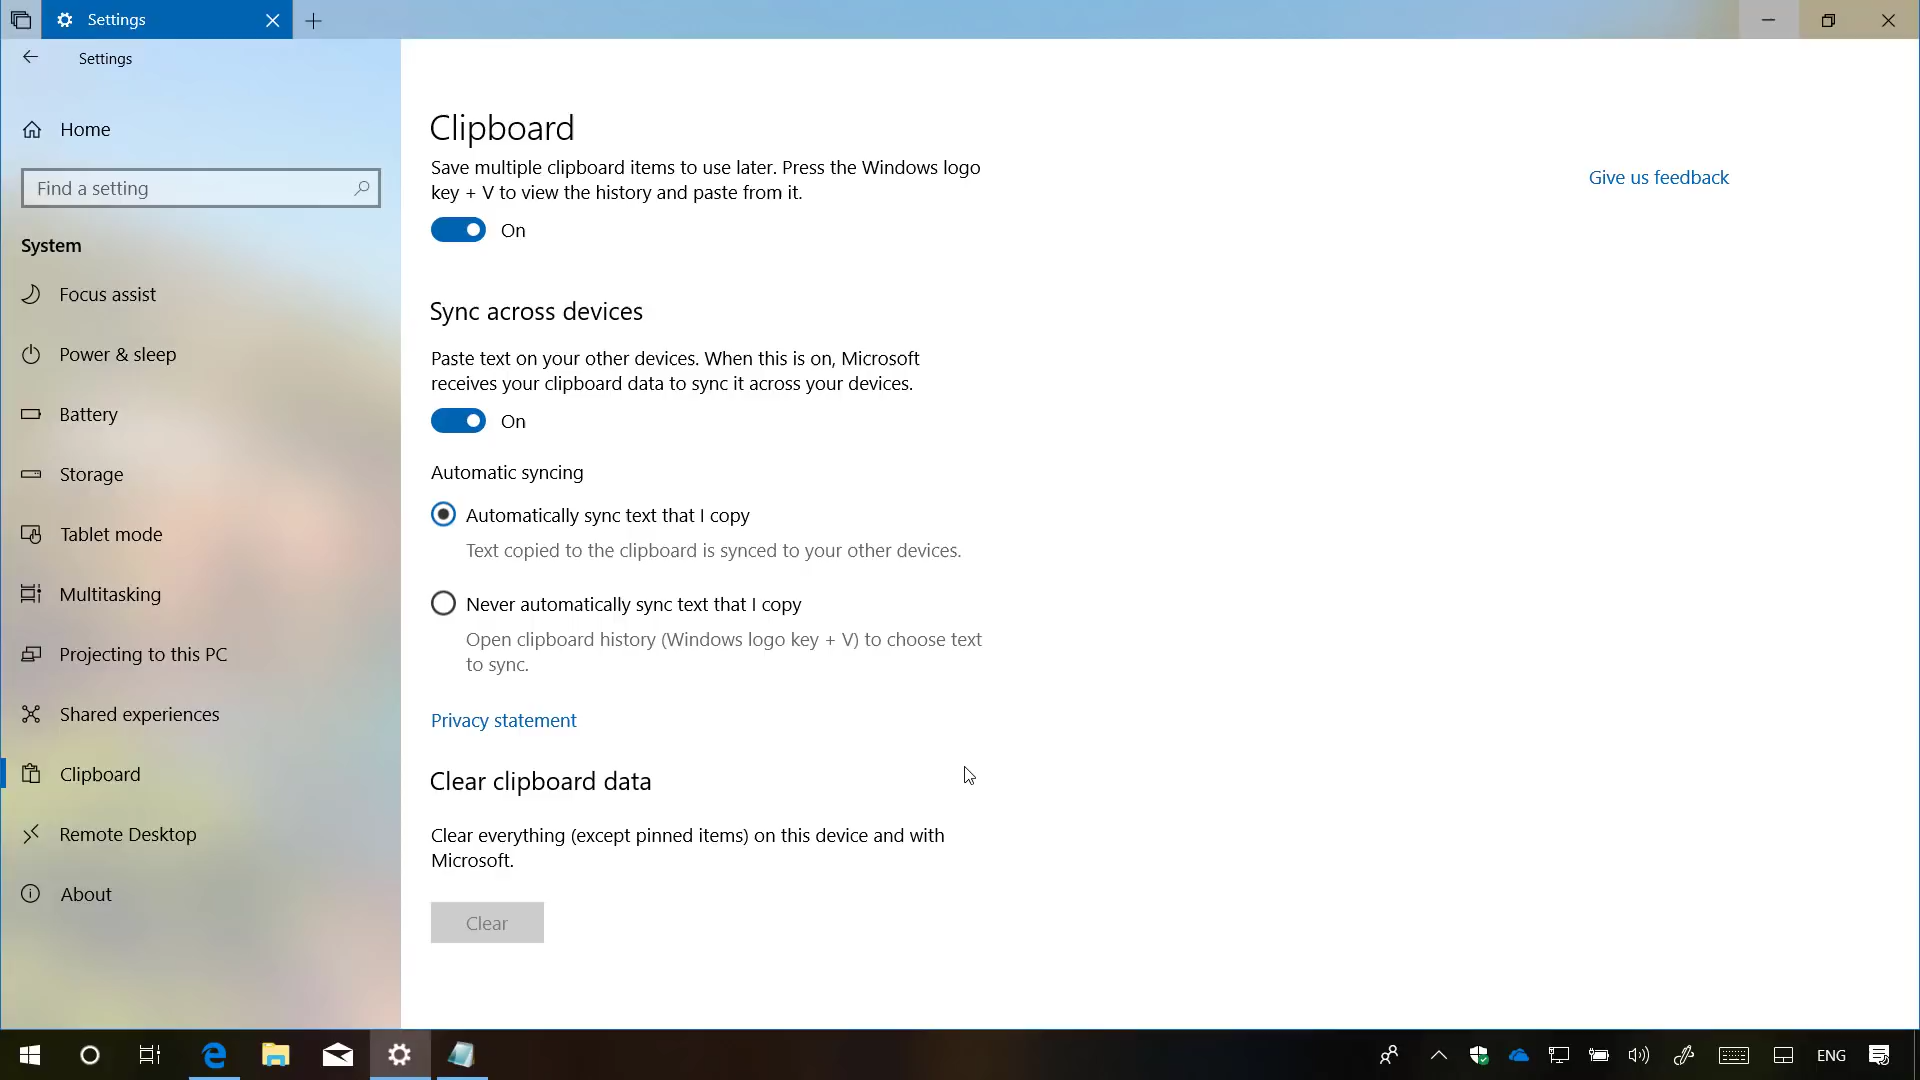 Settings
Settings
Home
Find a setting
System
Focus assist
Power & sleep
Battery
Storage
Tablet mode
Multitasking
Projecting to this PC
Shared experiences
Clipboard
Remote Desktop
About
Clipboard
Save multiple clipboard items to use later. Press the Windows logo
key + V to view the history and paste from it.
On
Sync across devices
Paste text on your other devices. When this is on, Microsoft
receives your clipboard data to sync it across your devices.
On
Automatic syncing
Automatically sync text that I copy
Text copied to the clipboard is synced to your other devices.
Never automatically sync text that I copy
Open clipboard history (Windows logo key + V) to choose text
to sync.
Privacy statement
Clear clipboard data
Clear everything (except pinned items) on this device and with
Microsoft.
Clear
Give us feedback
ENG